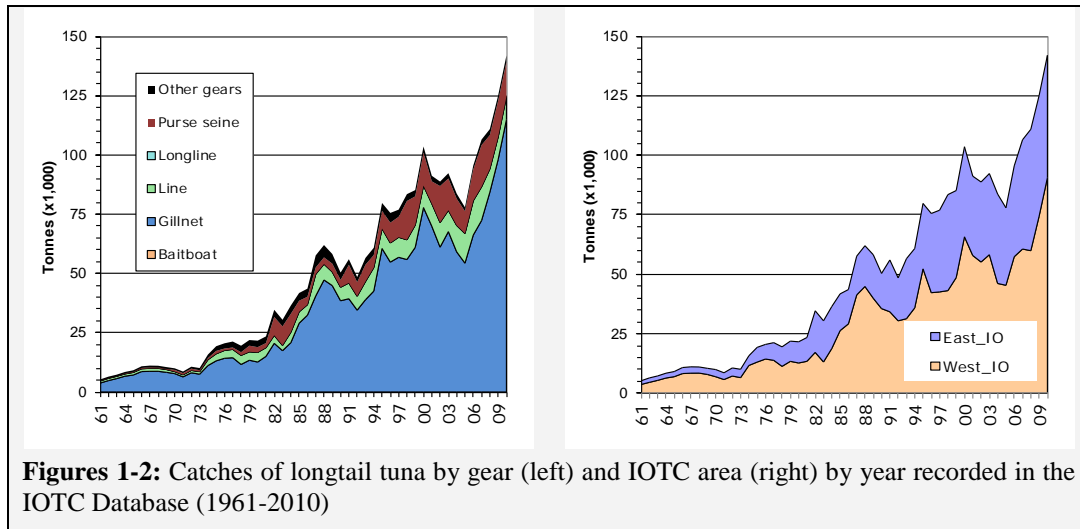 150
125
100
75
50
25
0
Tonnes (x1,000)
Other gears
Purse seine
Longline
Line
Gillnet
Baitboat
61 64 67 70 73 76 79 82 85 88 91 94 97 00 03 06 09
150
125
100
75
50
25
0
Tonnes (x1,000)
East_IO
West_IO
61 64 67 70 73 76 79 82 85 88 91 94 97 00 03 06 09
Figures 1-2: Catches of longtail tuna by gear (left) and IOTC area (right) by year recorded in the
IOTC Database (1961-2010)